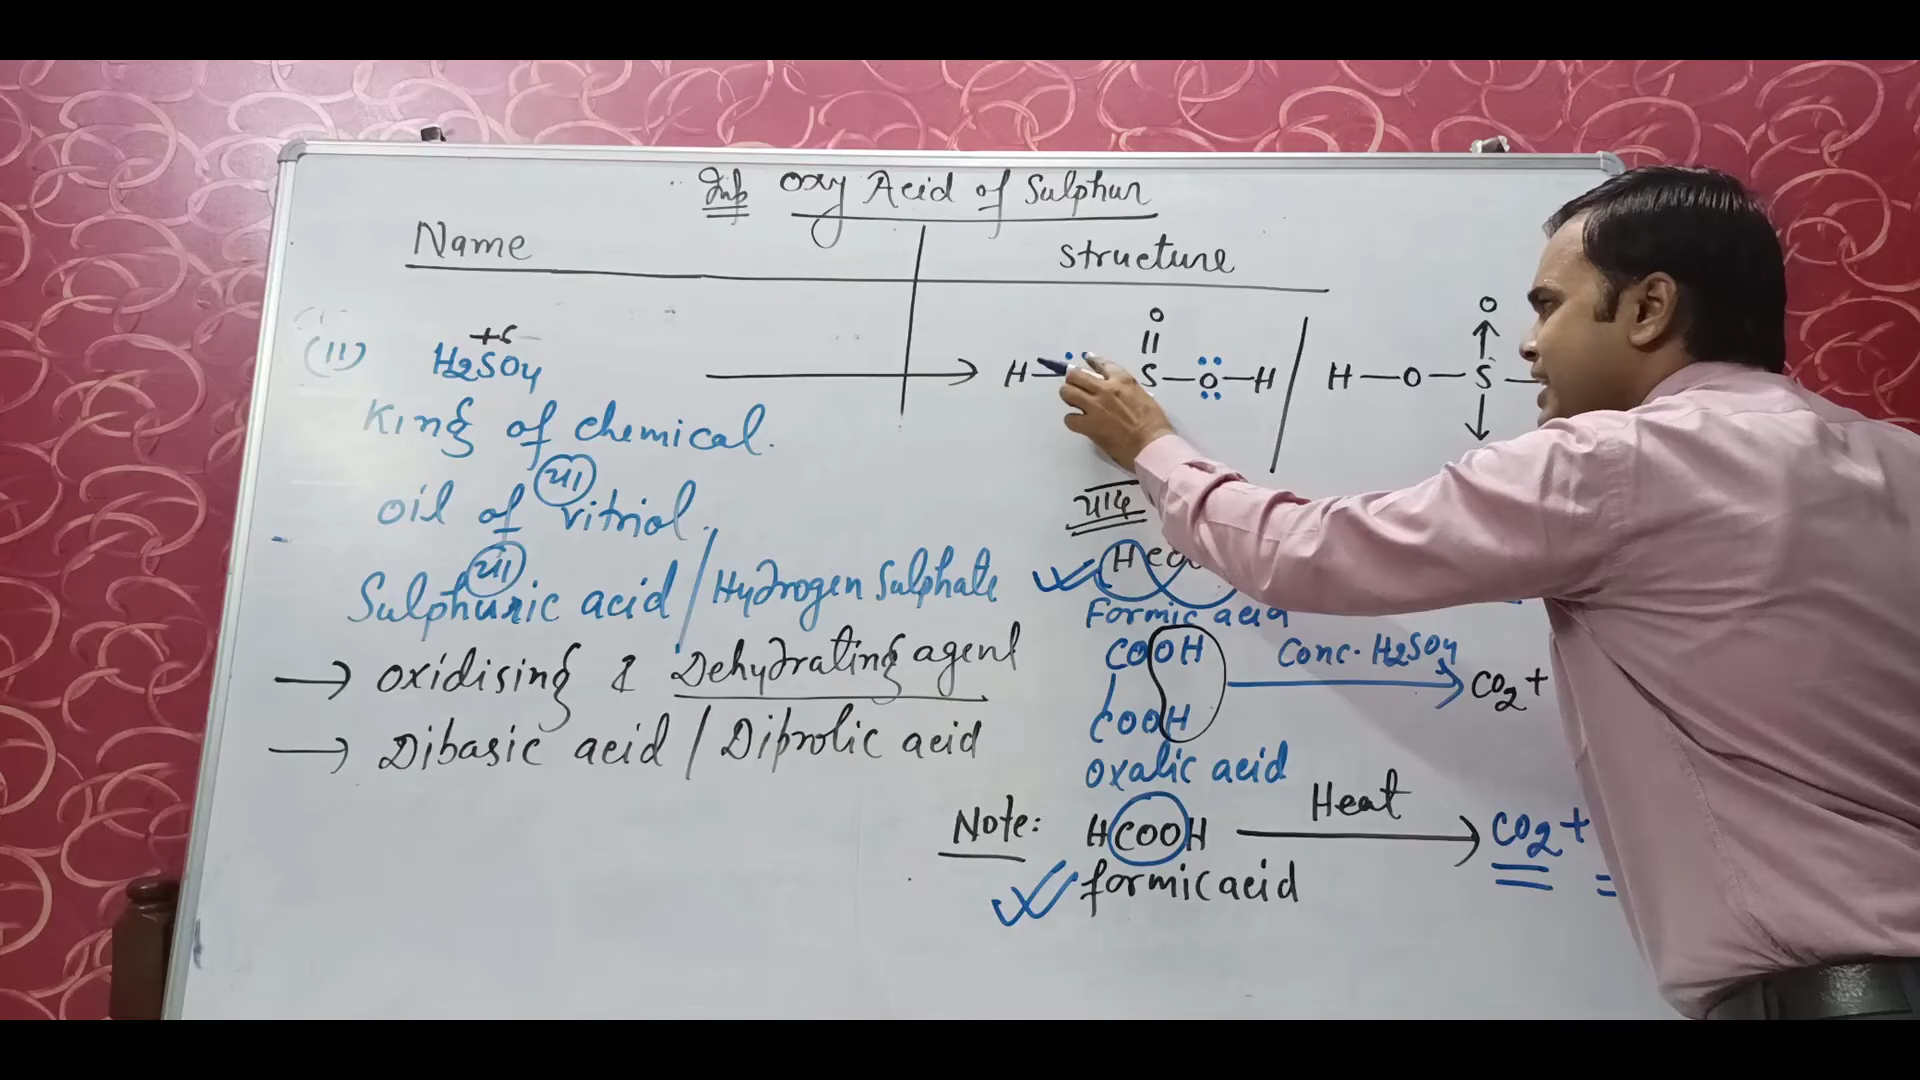 Imp Oxy Acid of Sulphur
Name
Structure
(11) H2SO4
+6
King of chemical.
या
oil of vitriol.
या
Sulphuric acid / Hydrogen Sulphate
→ Oxidising & Dehydrating agent
→ Dibasic acid / Diprotic acid
O
||
H — S — O — H
O
↑
H — O — S —
↓
याद
Formic acid
COOH Conc. H2SO4 → CO2 +
|
COOH
Oxalic acid
Note: HCOOH Heat → CO2 +
formic acid